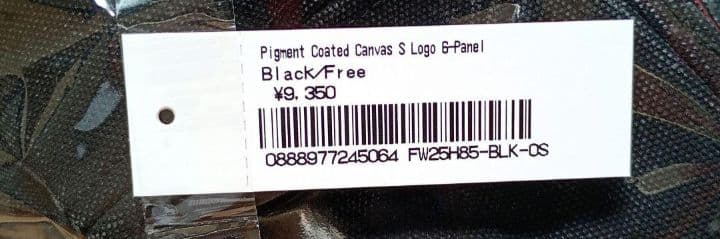 Pigment Coated Canvas S Logo 6-Panel
Black/Free
¥9,350
0888977245064 FW25H85-BLK-OS